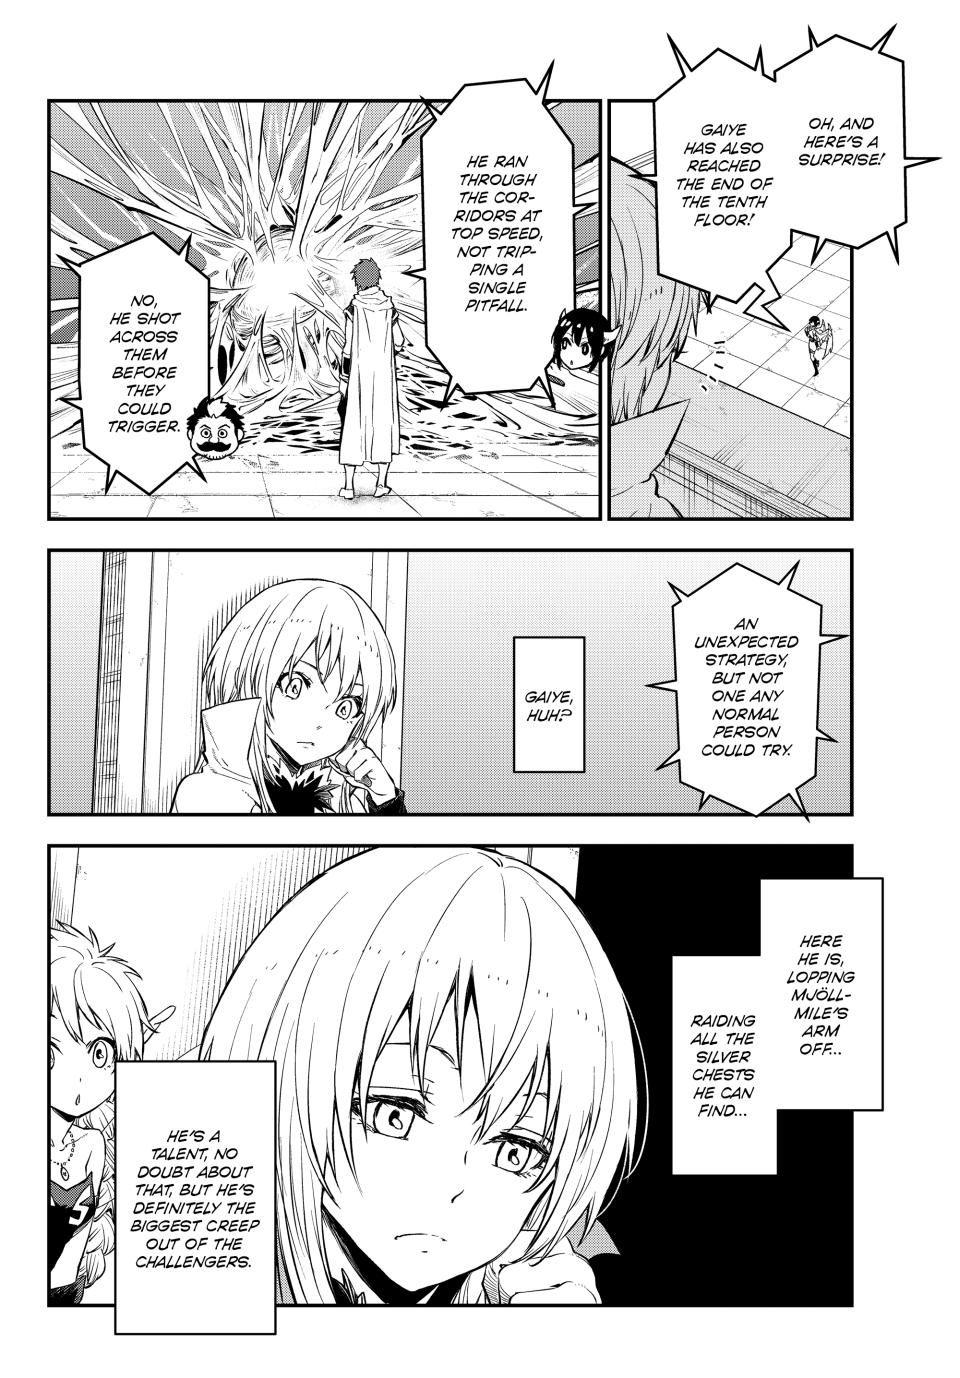 OH, AND
HERE'S A
SURPRISE!
GAIYE
HAS ALSO
REACHED
THE END OF
THE TENTH
FLOOR!
HE RAN
THROUGH
THE COR-
RIDORS AT
TOP SPEED,
NOT TRIP-
PING A
SINGLE
PITFALL.
NO,
HE SHOT
ACROSS
THEM
BEFORE
THEY
COULD
TRIGGER.
AN
UNEXPECTED
STRATEGY,
BUT NOT
ONE ANY
NORMAL
PERSON
COULD TRY.
GAIYE,
HUH?
HERE
HE IS,
LOPPING
MJÖLL-
MILE'S
ARM
OFF...
RAIDING
ALL THE
SILVER
CHESTS
HE CAN
FIND...
HE'S A
TALENT, NO
DOUBT ABOUT
THAT, BUT HE'S
DEFINITELY THE
BIGGEST CREEP
OUT OF THE
CHALLENGERS.